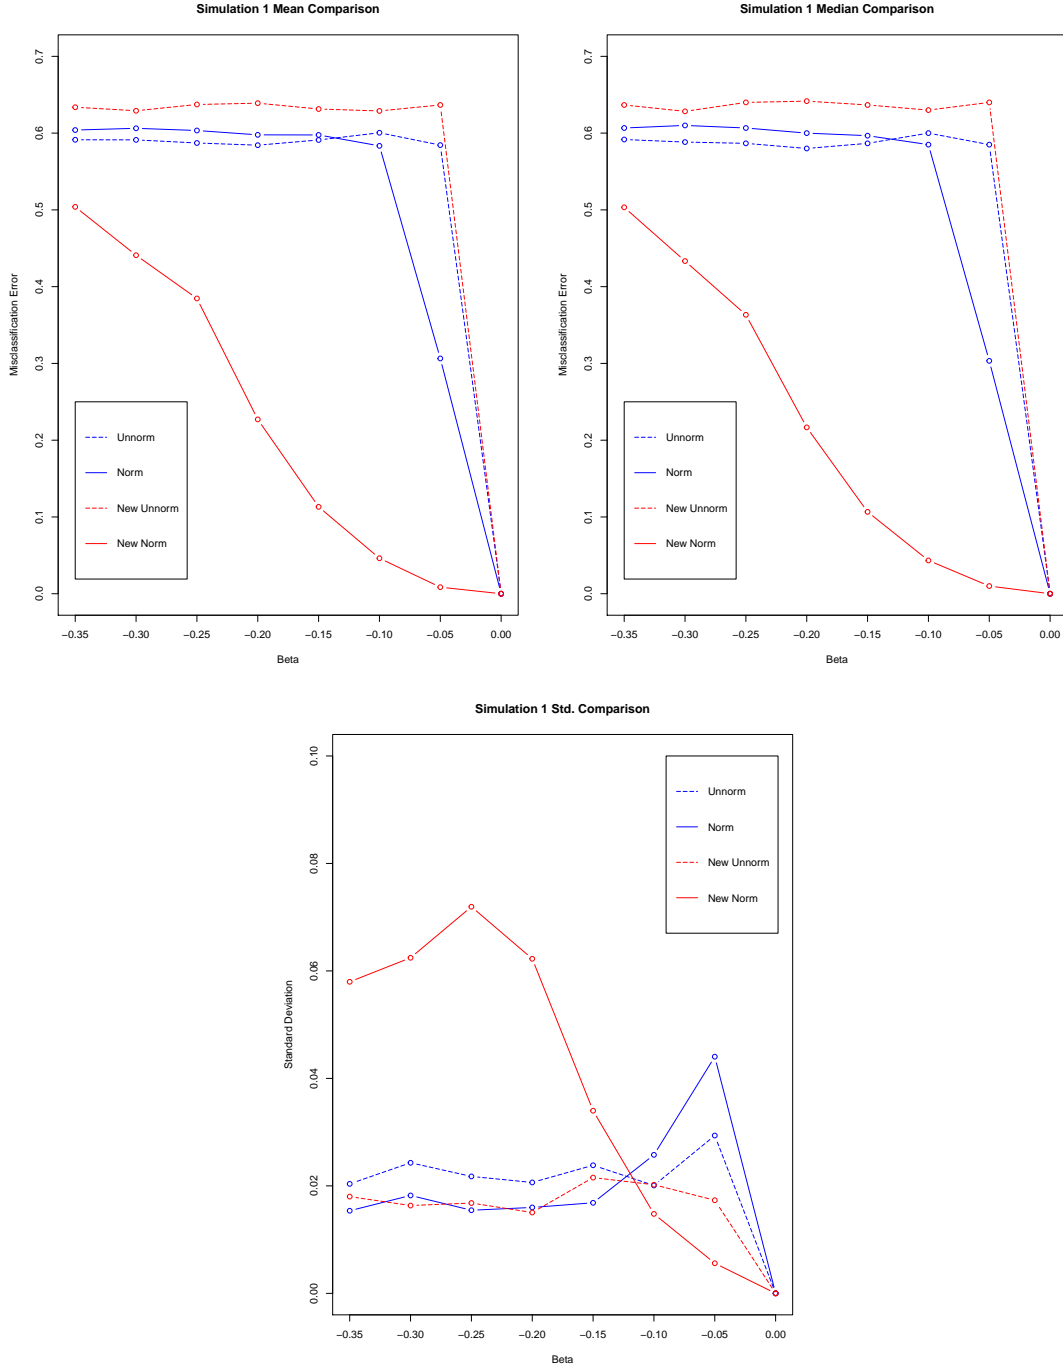 Simulation 1 Mean Comparison
Misclassification Error
0.7
0.6
0.5
0.4
0.3
0.2
0.1
0.0
Unnorm
Norm
New Unnorm
New Norm
−0.35 −0.30 −0.25 −0.20 −0.15 −0.10 −0.05 0.00
Beta
Simulation 1 Median Comparison
Misclassification Error
0.7
0.6
0.5
0.4
0.3
0.2
0.1
0.0
Unnorm
Norm
New Unnorm
New Norm
−0.35 −0.30 −0.25 −0.20 −0.15 −0.10 −0.05 0.00
Beta
Simulation 1 Std. Comparison
Standard Deviation
0.10
0.08
0.06
0.04
0.02
0.00
Unnorm
Norm
New Unnorm
New Norm
−0.35 −0.30 −0.25 −0.20 −0.15 −0.10 −0.05 0.00
Beta